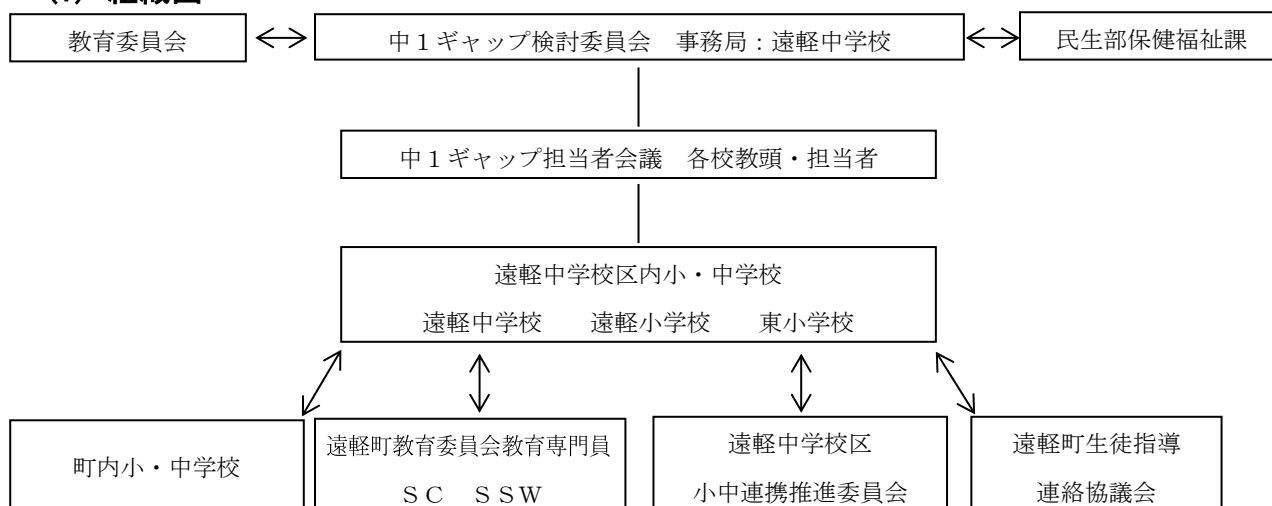 教育委員会
中１ギャップ検討委員会　事務局：遠軽中学校
民生部保健福祉課
中１ギャップ担当者会議　各校教頭・担当者
遠軽中学校区内小・中学校
遠軽中学校　　遠軽小学校　　東小学校
町内小・中学校
遠軽町教育委員会教育専門員
ＳＣ　ＳＳＷ
遠軽中学校区
小中連携推進委員会
遠軽町生徒指導
連絡協議会